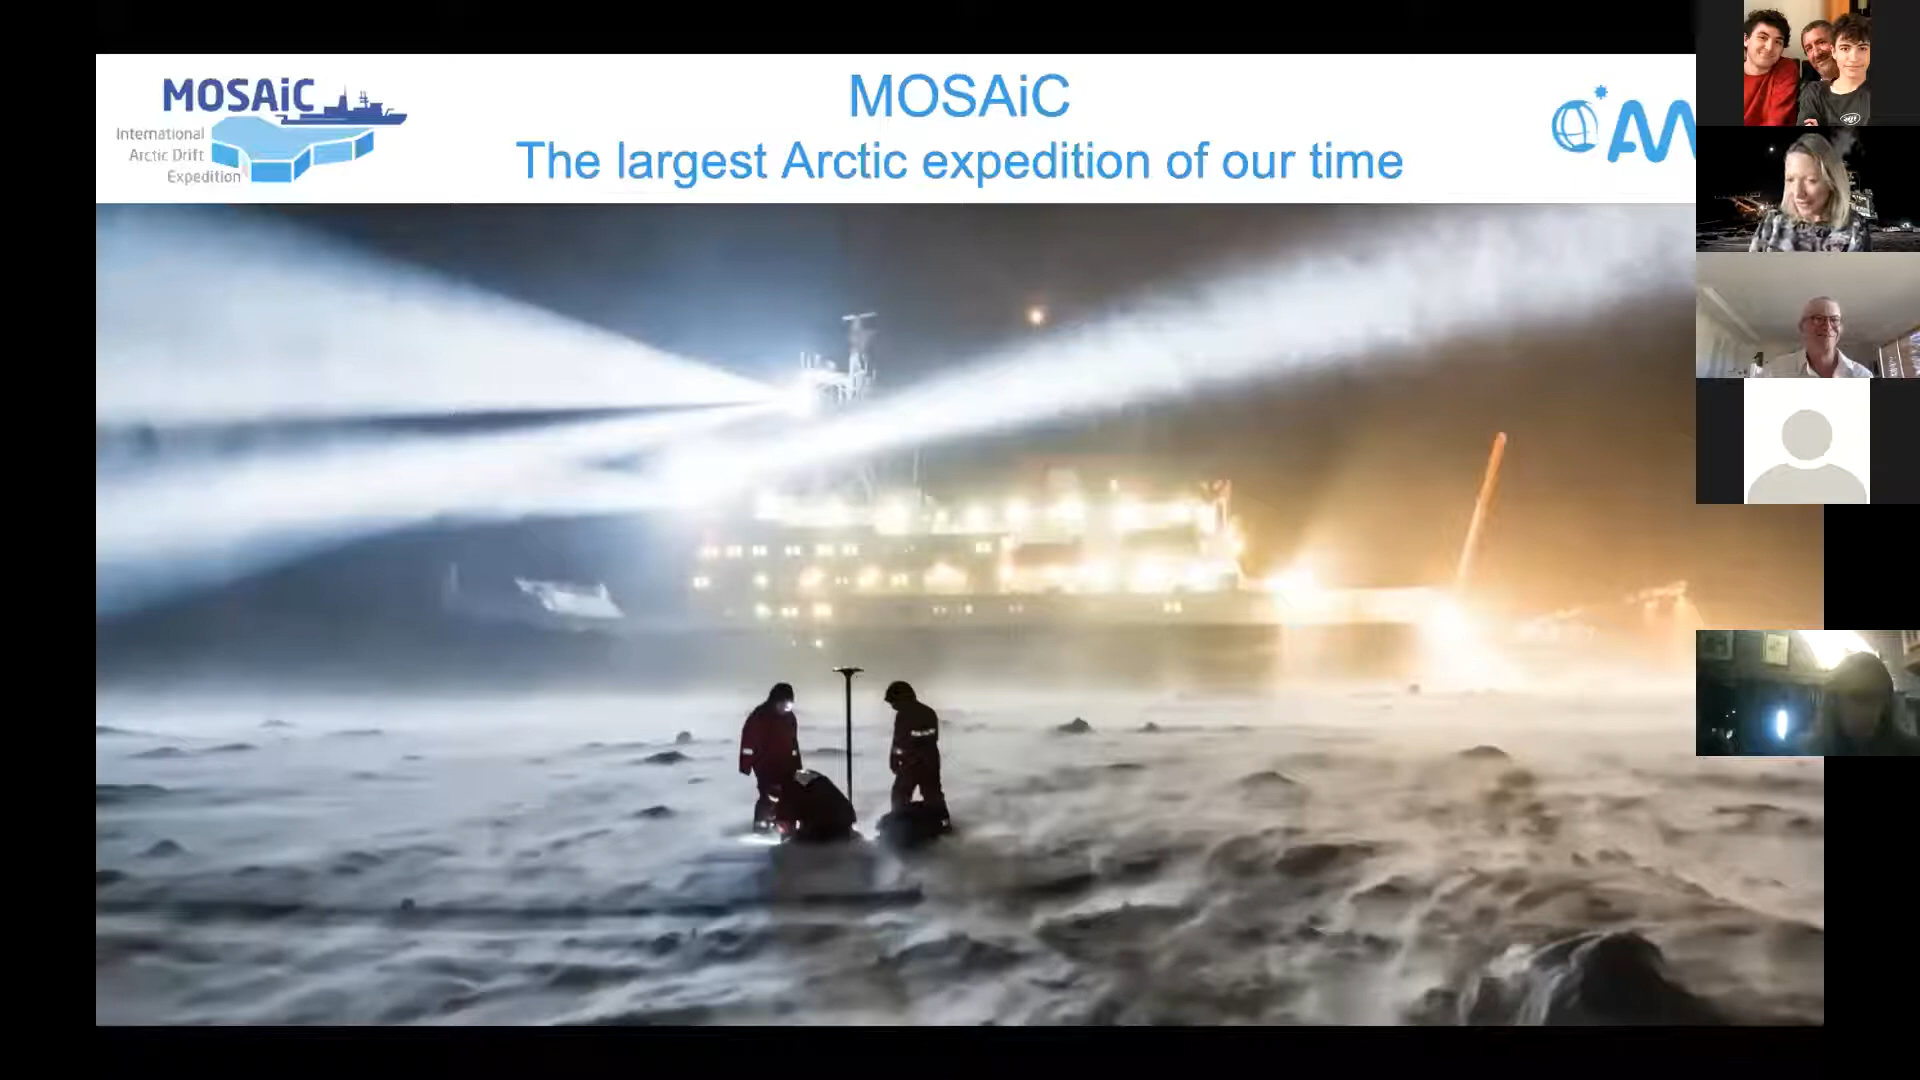 MOSAiC
International
Arctic Drift
Expedition
MOSAiC
The largest Arctic expedition of our time